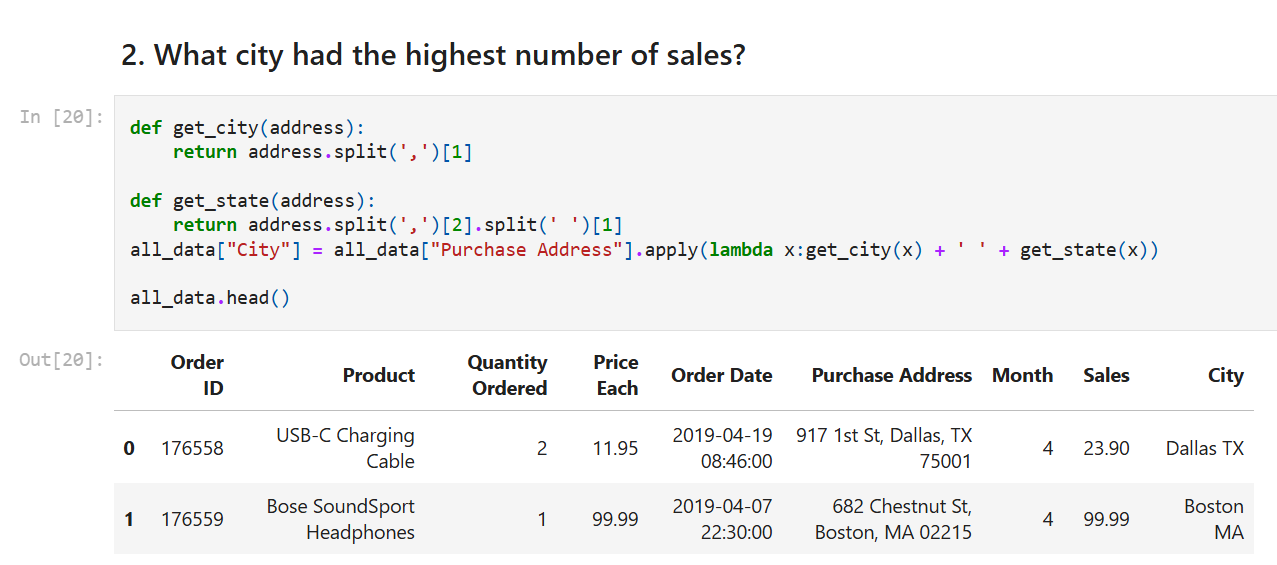 2. What city had the highest number of sales?
In [20]:
def get_city(address):
    return address.split(',')[1]
def get_state(address):
    return address.split(',')[2].split(' ')[1]
all_data["City"] = all_data["Purchase Address"].apply(lambda x:get_city(x) + ' ' + get_state(x))
all_data.head()
Out[20]:
Order ID Product Quantity Ordered Price Each Order Date Purchase Address Month Sales City
0 176558 USB-C Charging Cable 2 11.95 2019-04-19 08:46:00 917 1st St, Dallas, TX 75001 4 23.90 Dallas TX
1 176559 Bose SoundSport Headphones 1 99.99 2019-04-07 22:30:00 682 Chestnut St, Boston, MA 02215 4 99.99 Boston MA